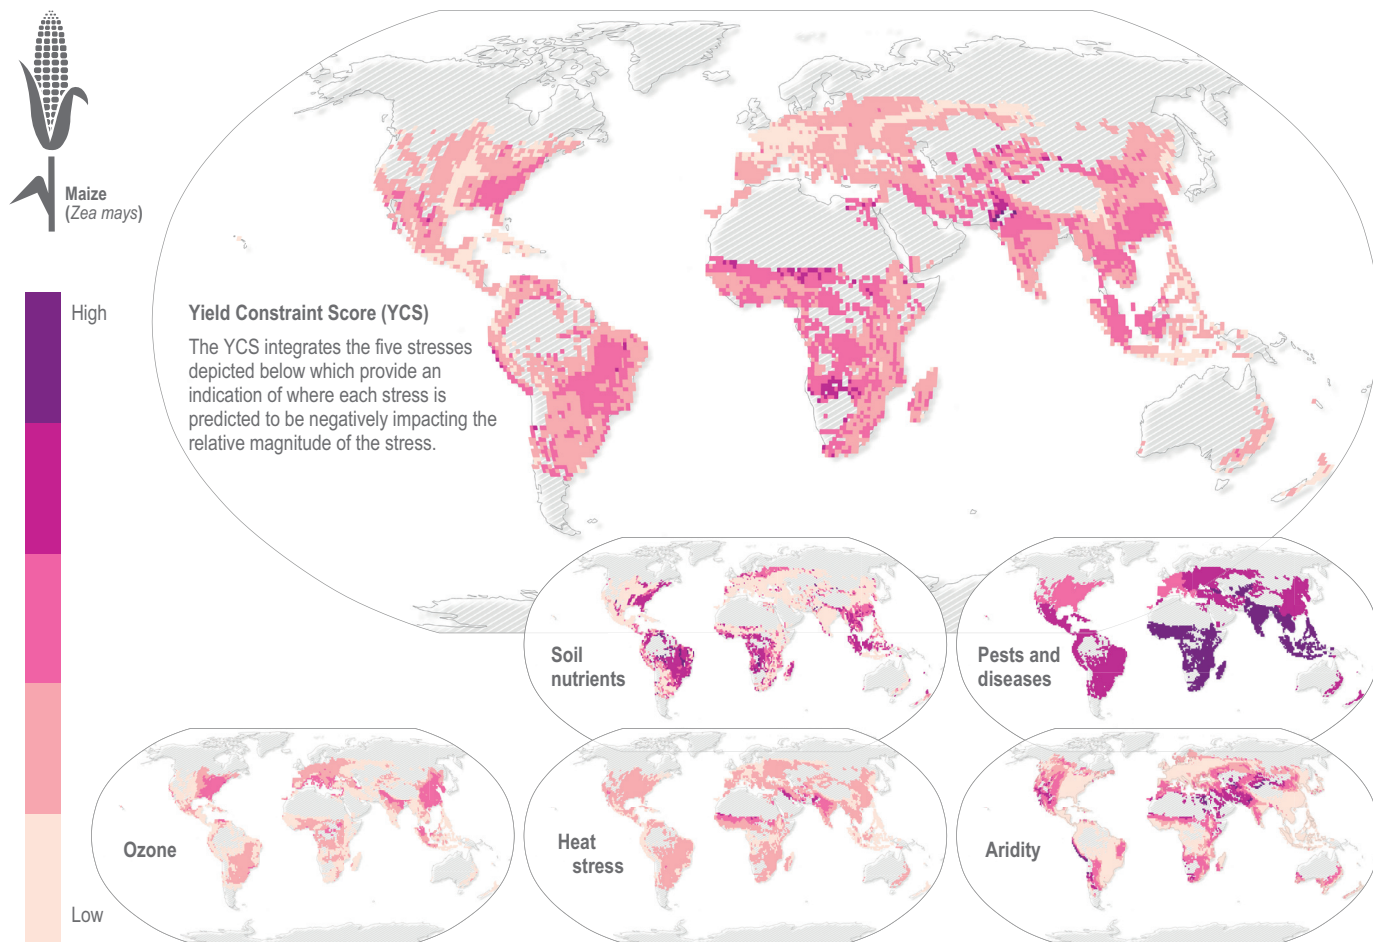 Maize
(Zea mays)
High
Low
Yield Constraint Score (YCS)
The YCS integrates the five stresses
depicted below which provide an
indication of where each stress is
predicted to be negatively impacting the
relative magnitude of the stress.
Soil
nutrients
Pests and
diseases
Ozone
Heat
stress
Aridity